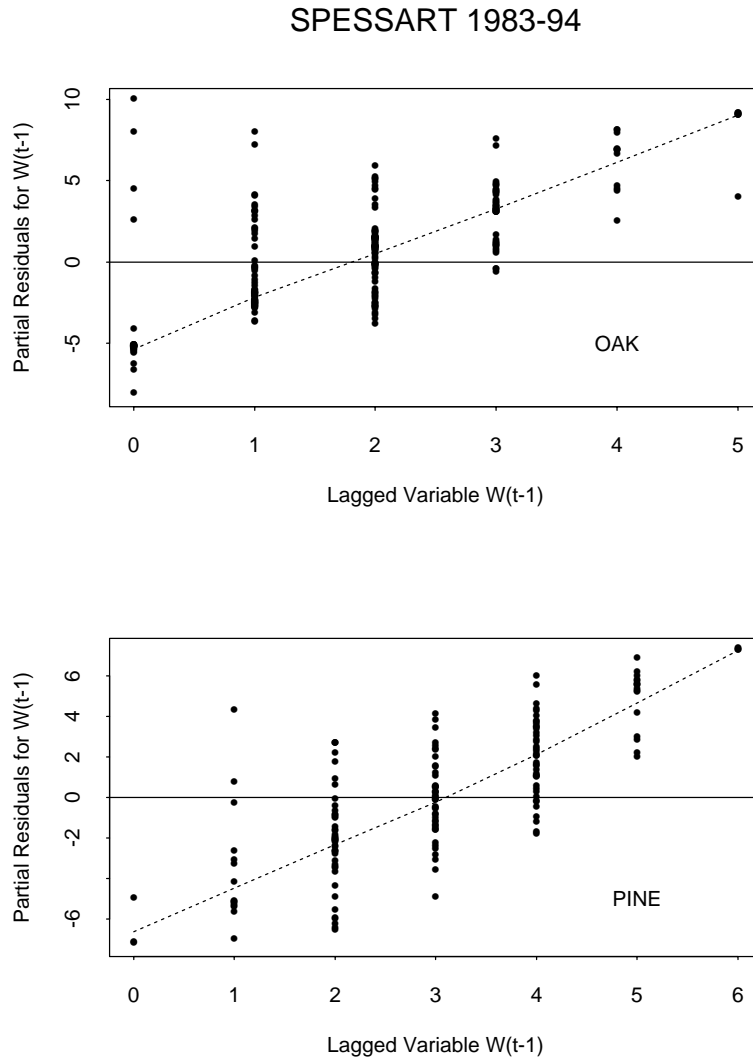 SPESSART 1983-94
Partial Residuals for W(t-1)
10
5
0
-5
OAK
0 1 2 3 4 5
Lagged Variable W(t-1)
Partial Residuals for W(t-1)
6
4
2
0
-2
-6
PINE
0 1 2 3 4 5 6
Lagged Variable W(t-1)